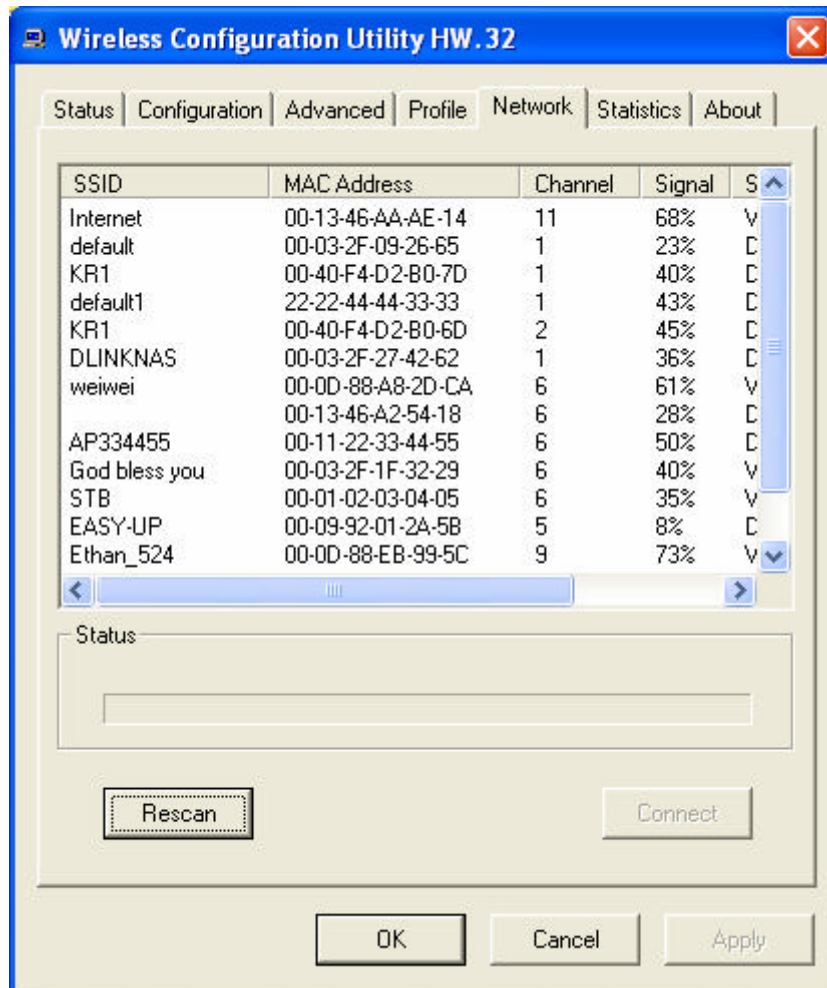 Wireless Configuration Utility HW.32
Status Configuration Advanced Profile Network Statistics About
SSID MAC Address Channel Signal S
Internet 00-13-46-AA-AE-14 11 68% V
default 00-03-2F-09-26-65 1 23% D
KR1 00-40-F4-D2-B0-7D 1 40% D
default1 22-22-44-44-33-33 1 43% D
KR1 00-40-F4-D2-B0-6D 2 45% D
DLINKNAS 00-03-2F-27-42-62 1 36% D
weiwei 00-0D-88-A8-2D-CA 6 61% V
00-13-46-A2-54-18 6 28% D
AP334455 00-11-22-33-44-55 6 50% D
God bless you 00-03-2F-1F-32-29 6 40% V
STB 00-01-02-03-04-05 6 35% V
EASY-UP 00-09-92-01-2A-5B 5 8% D
Ethan_524 00-0D-88-EB-99-5C 9 73% V
Status
Rescan Connect
OK Cancel Apply